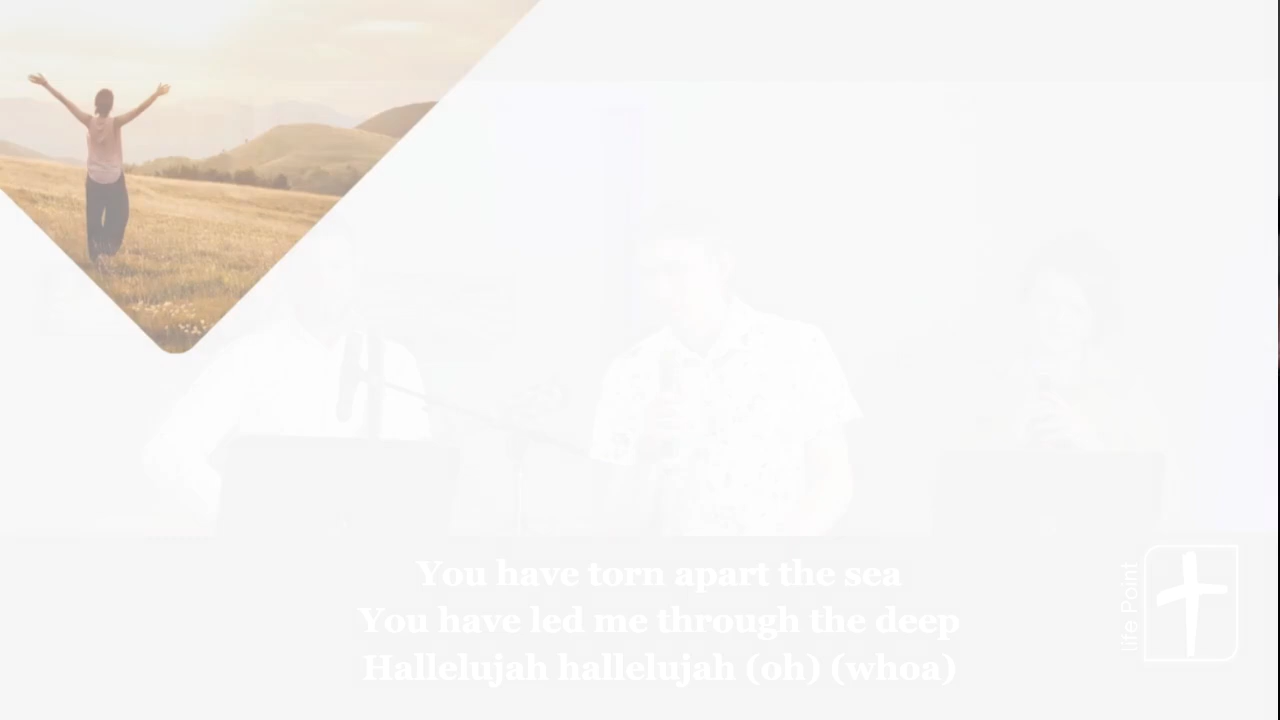 You have torn apart the sea
You have led me through the deep
Hallelujah hallelujah (oh) (whoa)
life Point